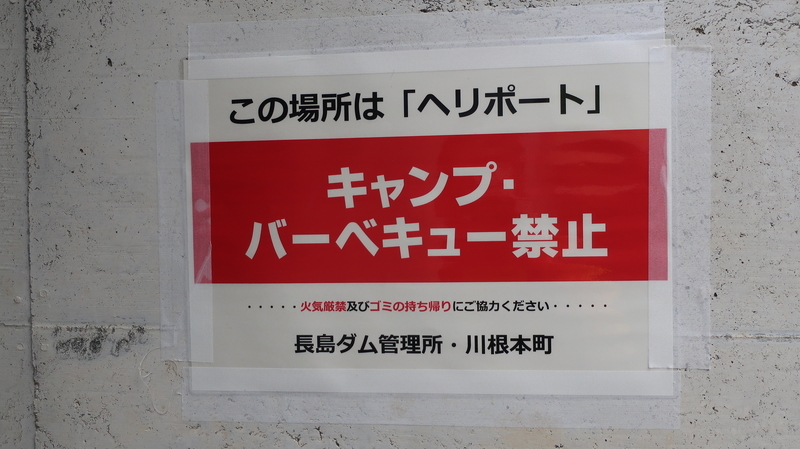 この場所は「ヘリポート」
キャンプ・
バーベキュー禁止
・・・・・火気厳禁及びゴミの持ち帰りにご協力ください・・・・・
長島ダム管理所・川根本町